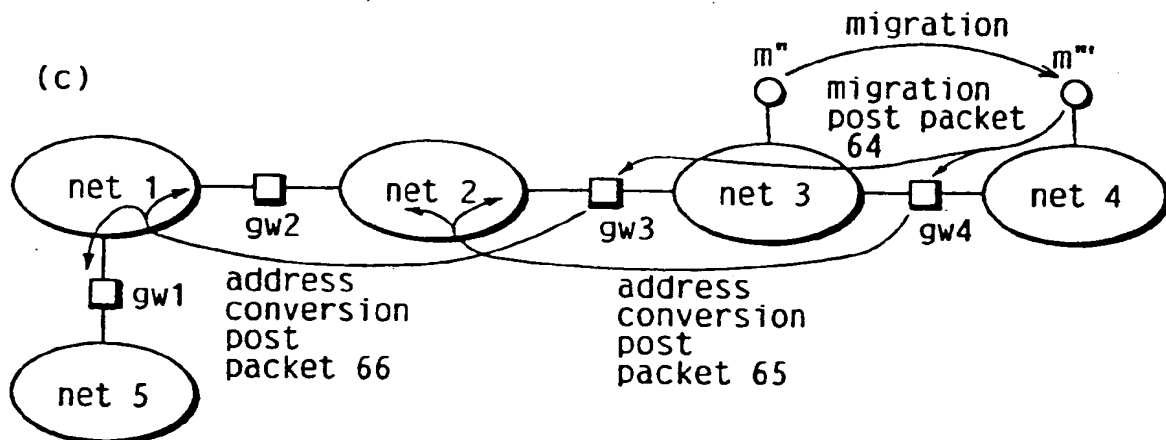 (c)
migration
m"
m"'
migration
post packet
64
net 1
gw2
net 2
gw3
net 3
gw4
net 4
gw1
address
conversion
post
packet 66
address
conversion
post
packet 65
net 5